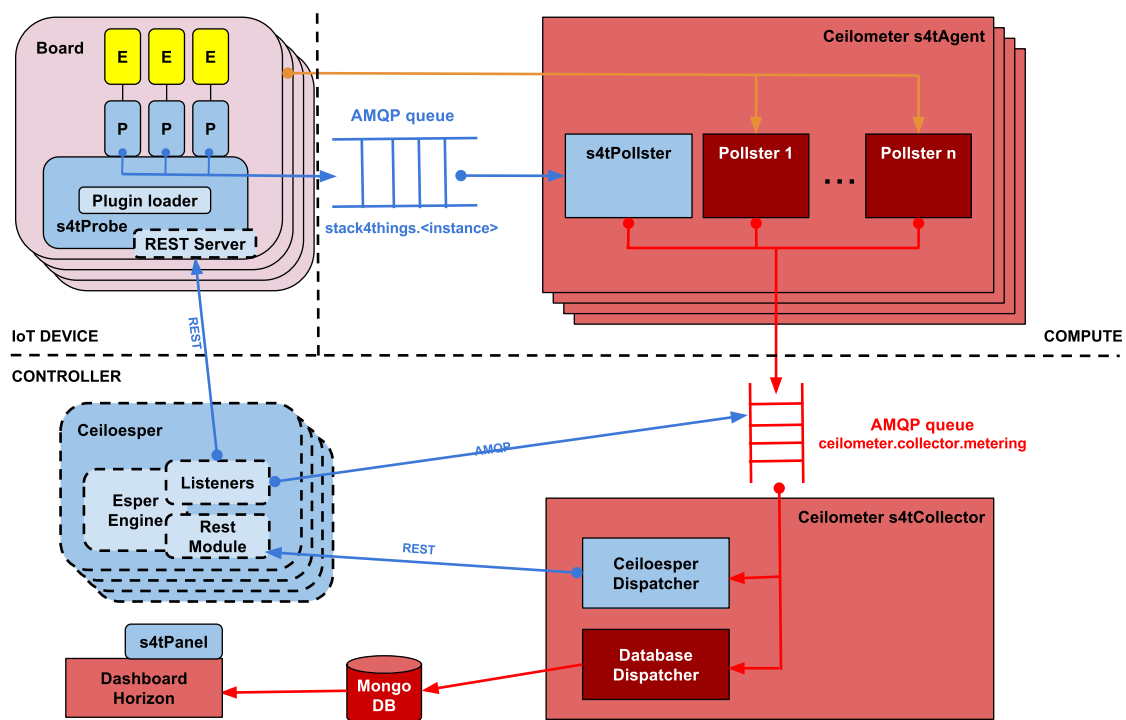 Board
E
E
E
P
P
P
Plugin loader
s4tProbe
REST Server
AMQP queue
stack4things.<instance>
Ceilometer s4tAgent
s4tPollster
Pollster 1
...
Pollster n
IoT DEVICE
COMPUTE
CONTROLLER
REST
Ceiloesper
Listeners
Esper
Engine
Rest
Module
AMQP
REST
AMQP queue
ceilometer.collector.metering
Ceilometer s4tCollector
Ceiloesper
Dispatcher
Database
Dispatcher
s4tPanel
Dashboard
Horizon
Mongo
DB